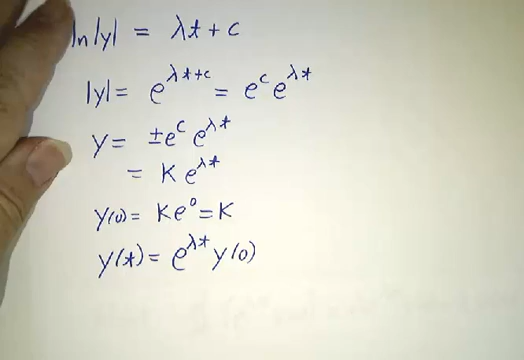 ln|y| = λt + c
|y| = e^{λt+c} = e^c e^{λt}
y = ±e^c e^{λt}
= K e^{λt}
y(0) = K e^0 = K
y(t) = e^{λt} y(0)